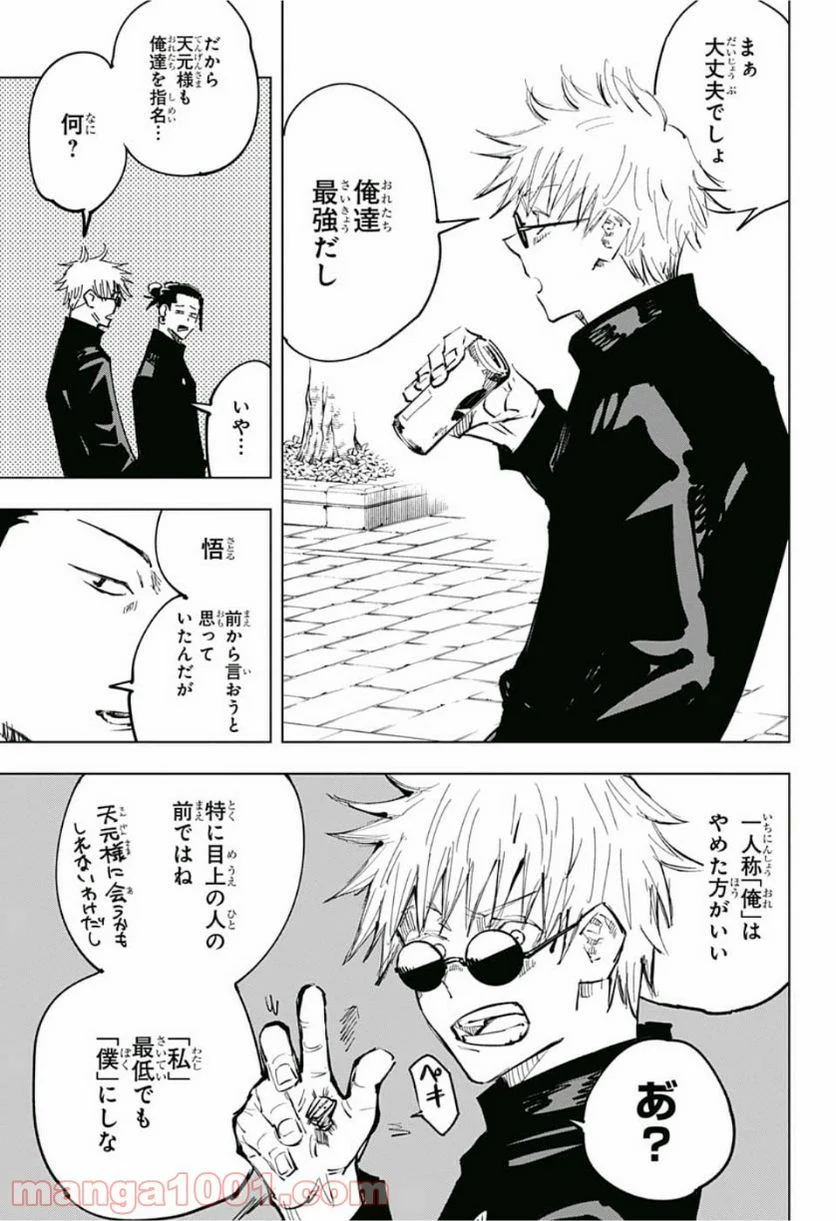 まぁ
大丈夫でしょ
俺達
最強だし
だから
天元様も
俺達を指名…
何？
いや…
悟
前から言おうと
思って
いたんだが
一人称「俺」は
やめた方がいい
あ゙？
ペキ
特に目上の人の
前ではね
天元様に会うかも
しれないわけだし
「私」
最低でも
「僕」にしな
manga1001.com